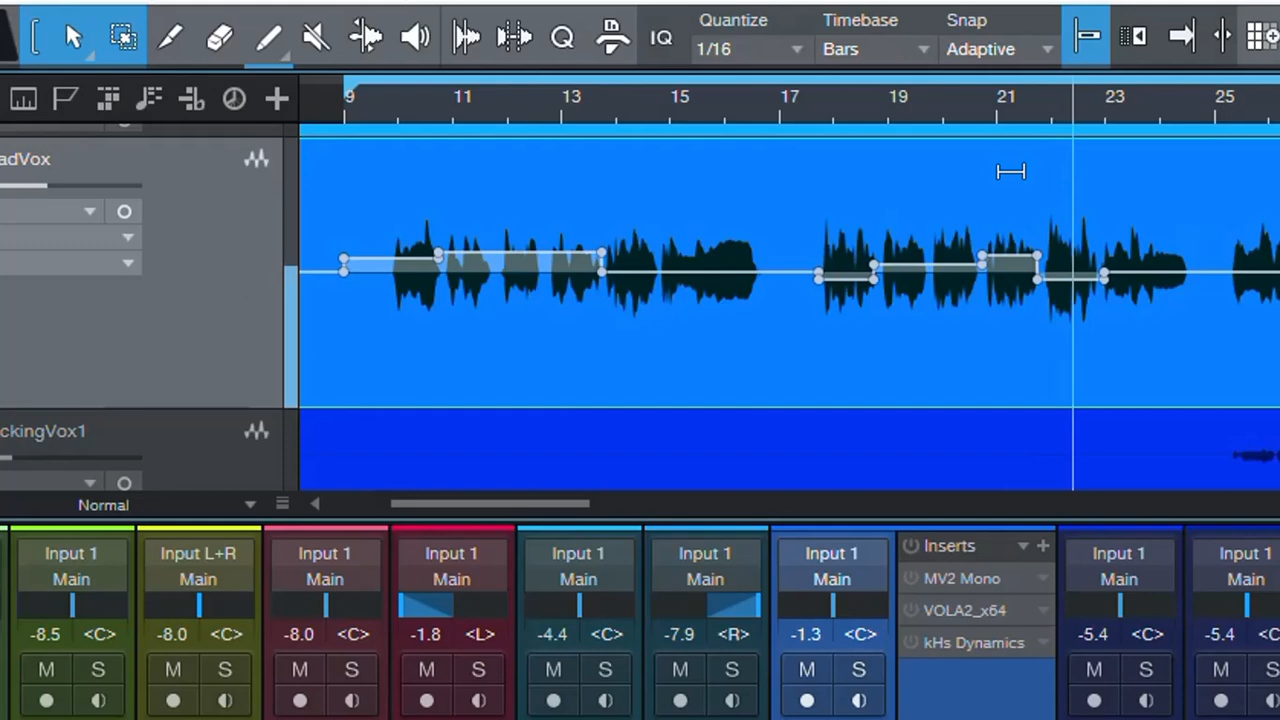 IQ
Quantize Timebase Snap
1/16 Bars Adaptive
9 11 13 15 17 19 21 23 25
adVox
ckingVox1
Normal
Input 1 Input L+R Input 1 Input 1 Input 1 Input 1 Input 1 Inserts Input 1 Input 1
Main Main Main Main Main Main Main MV2 Mono Main Main
VOLA2_x64
-8.5 <C> -8.0 <C> -8.0 <C> -1.8 <L> -4.4 <C> -7.9 <R> -1.3 <C> kHs Dynamics -5.4 <C> -5.4 <C
M S M S M S M S M S M S M S M S M S